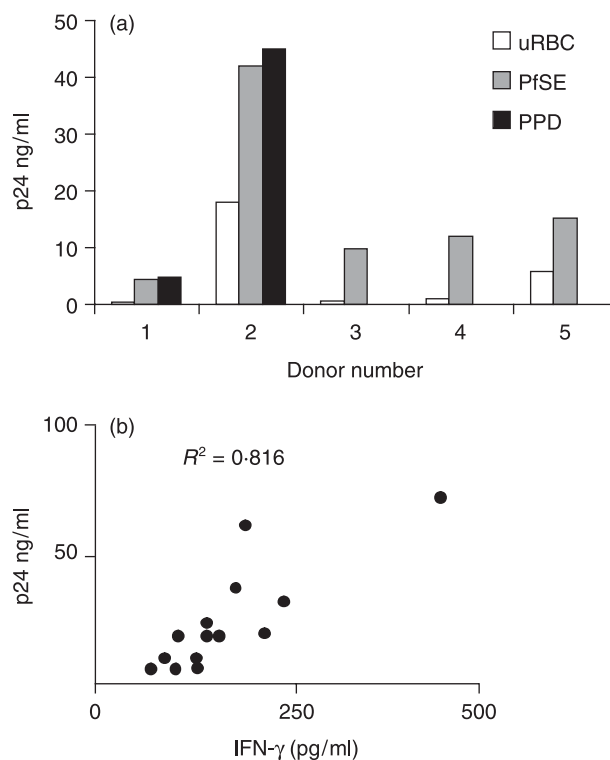 (a)
50
40
30
20
10
0
p24 ng/ml
uRBC
PfSE
PPD
1 2 3 4 5
Donor number
(b)
100
50
p24 ng/ml
R² = 0·816
0 250 500
IFN-γ (pg/ml)